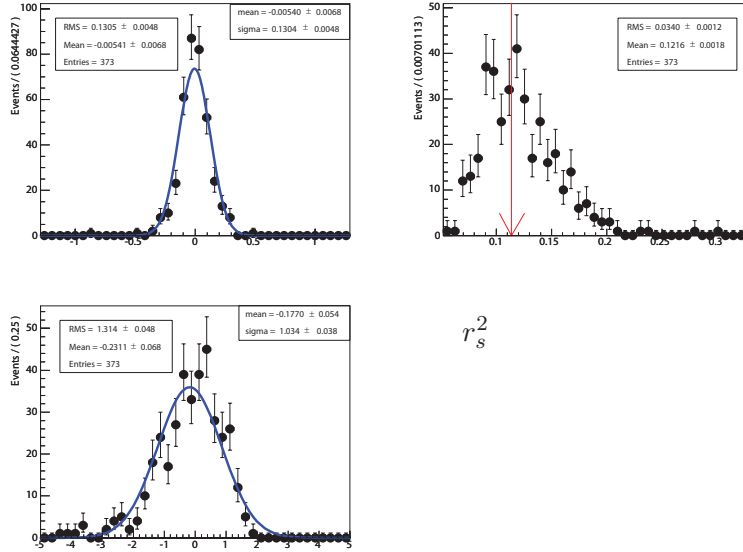 Events / ( 0.0644427)
100
80
60
40
20
0
-1
-0.5
0
0.5
1
RMS = 0.1305 ± 0.0048
Mean = -0.00541 ± 0.0068
Entries = 373
mean = -0.00540 ± 0.0068
sigma = 0.1304 ± 0.0048
Events / ( 0.00701113)
50
40
30
20
10
0
0.1
0.15
0.2
0.25
0.3
RMS = 0.0340 ± 0.0012
Mean = 0.1216 ± 0.0018
Entries = 373
Events / ( 0.25)
50
40
30
20
10
0
-5
-4
-3
-2
-1
0
1
2
3
4
5
RMS = 1.314 ± 0.048
Mean = -0.2311 ± 0.068
Entries = 373
mean = -0.1770 ± 0.054
sigma = 1.034 ± 0.038
r_s^2